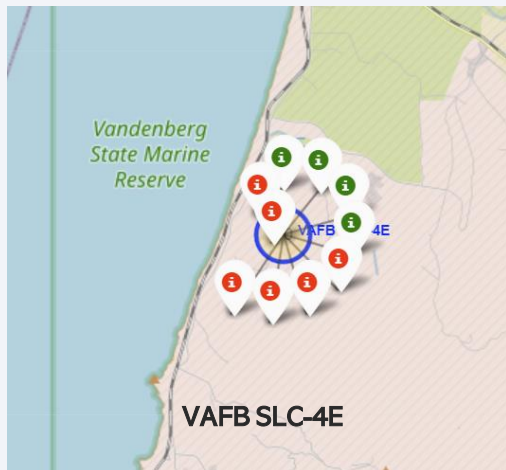 Vandenberg
State Marine
Reserve
VAFB 4E
VAFB SLC-4E